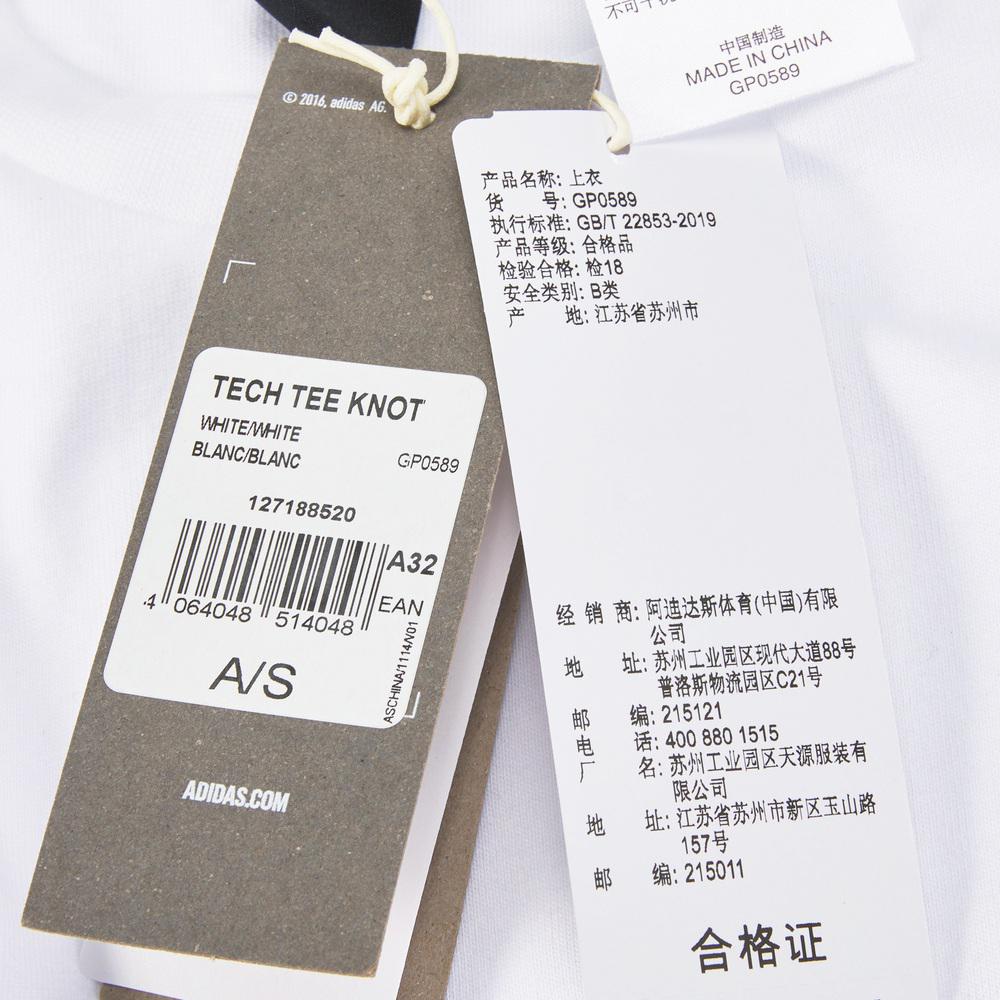 © 2016, adidas AG.
TECH TEE KNOT
WHITE/WHITE
BLANC/BLANC
GP0589
127188520
A32
4 064048 514048
EAN
A/S
ASCHINA/1114/V01
ADIDAS.COM
中国制造
MADE IN CHINA
GP0589
产品名称: 上衣
货 号: GP0589
执行标准: GB/T 22853-2019
产品等级: 合格品
检验合格: 检18
安全类别: B类
产 地: 江苏省苏州市
经 销 商: 阿迪达斯体育(中国)有限
公司
地 址: 苏州工业园区现代大道88号
普洛斯物流园区C21号
邮 编: 215121
电 话: 400 880 1515
厂 名: 苏州工业园区天源服装有
限公司
地 址: 江苏省苏州市新区玉山路
157号
邮 编: 215011
合格证